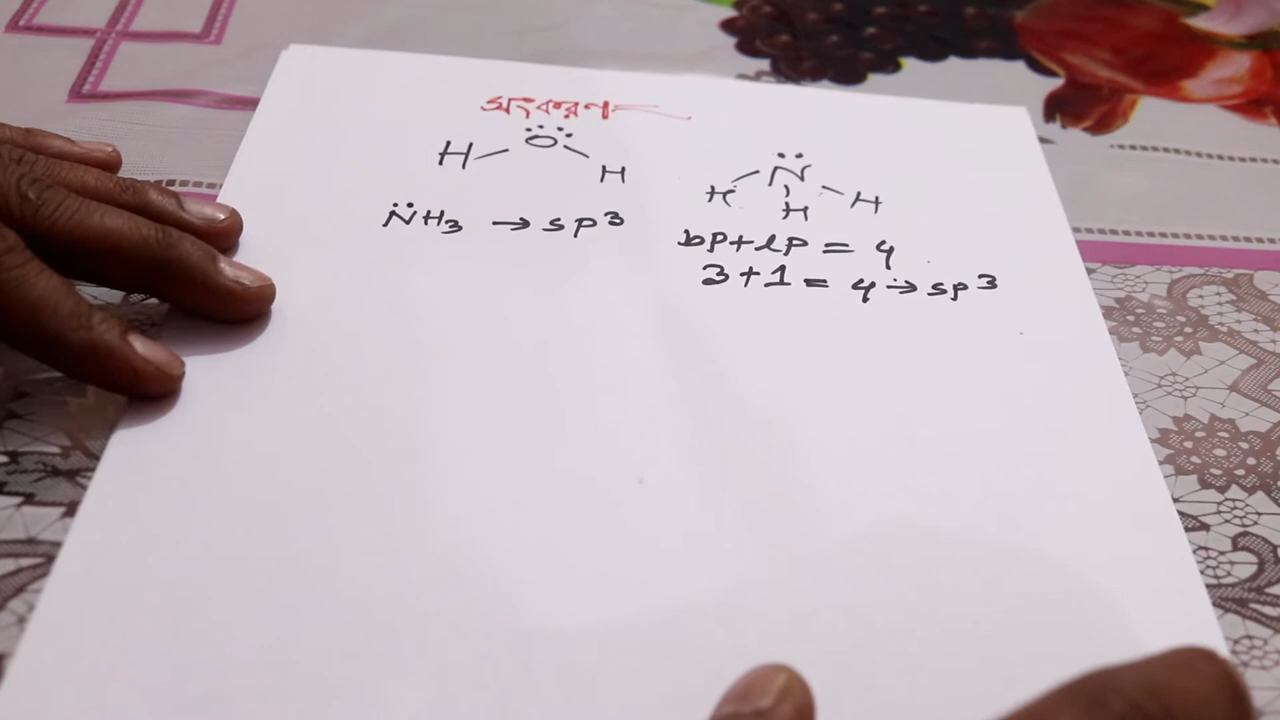 সংকরণ
H - Ö - H
N̈H₃ → sp³
H - N̈ - H
H
bp+lp = 4
3+1 = 4 → sp³